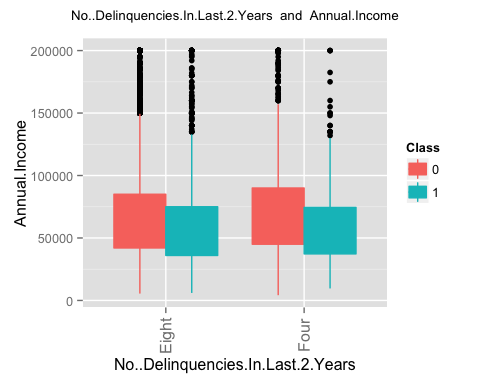 No..Delinquencies.In.Last.2.Years and Annual.Income
200000
150000
100000
50000
0
Annual.Income
Eight
Four
No..Delinquencies.In.Last.2.Years
Class
0
1